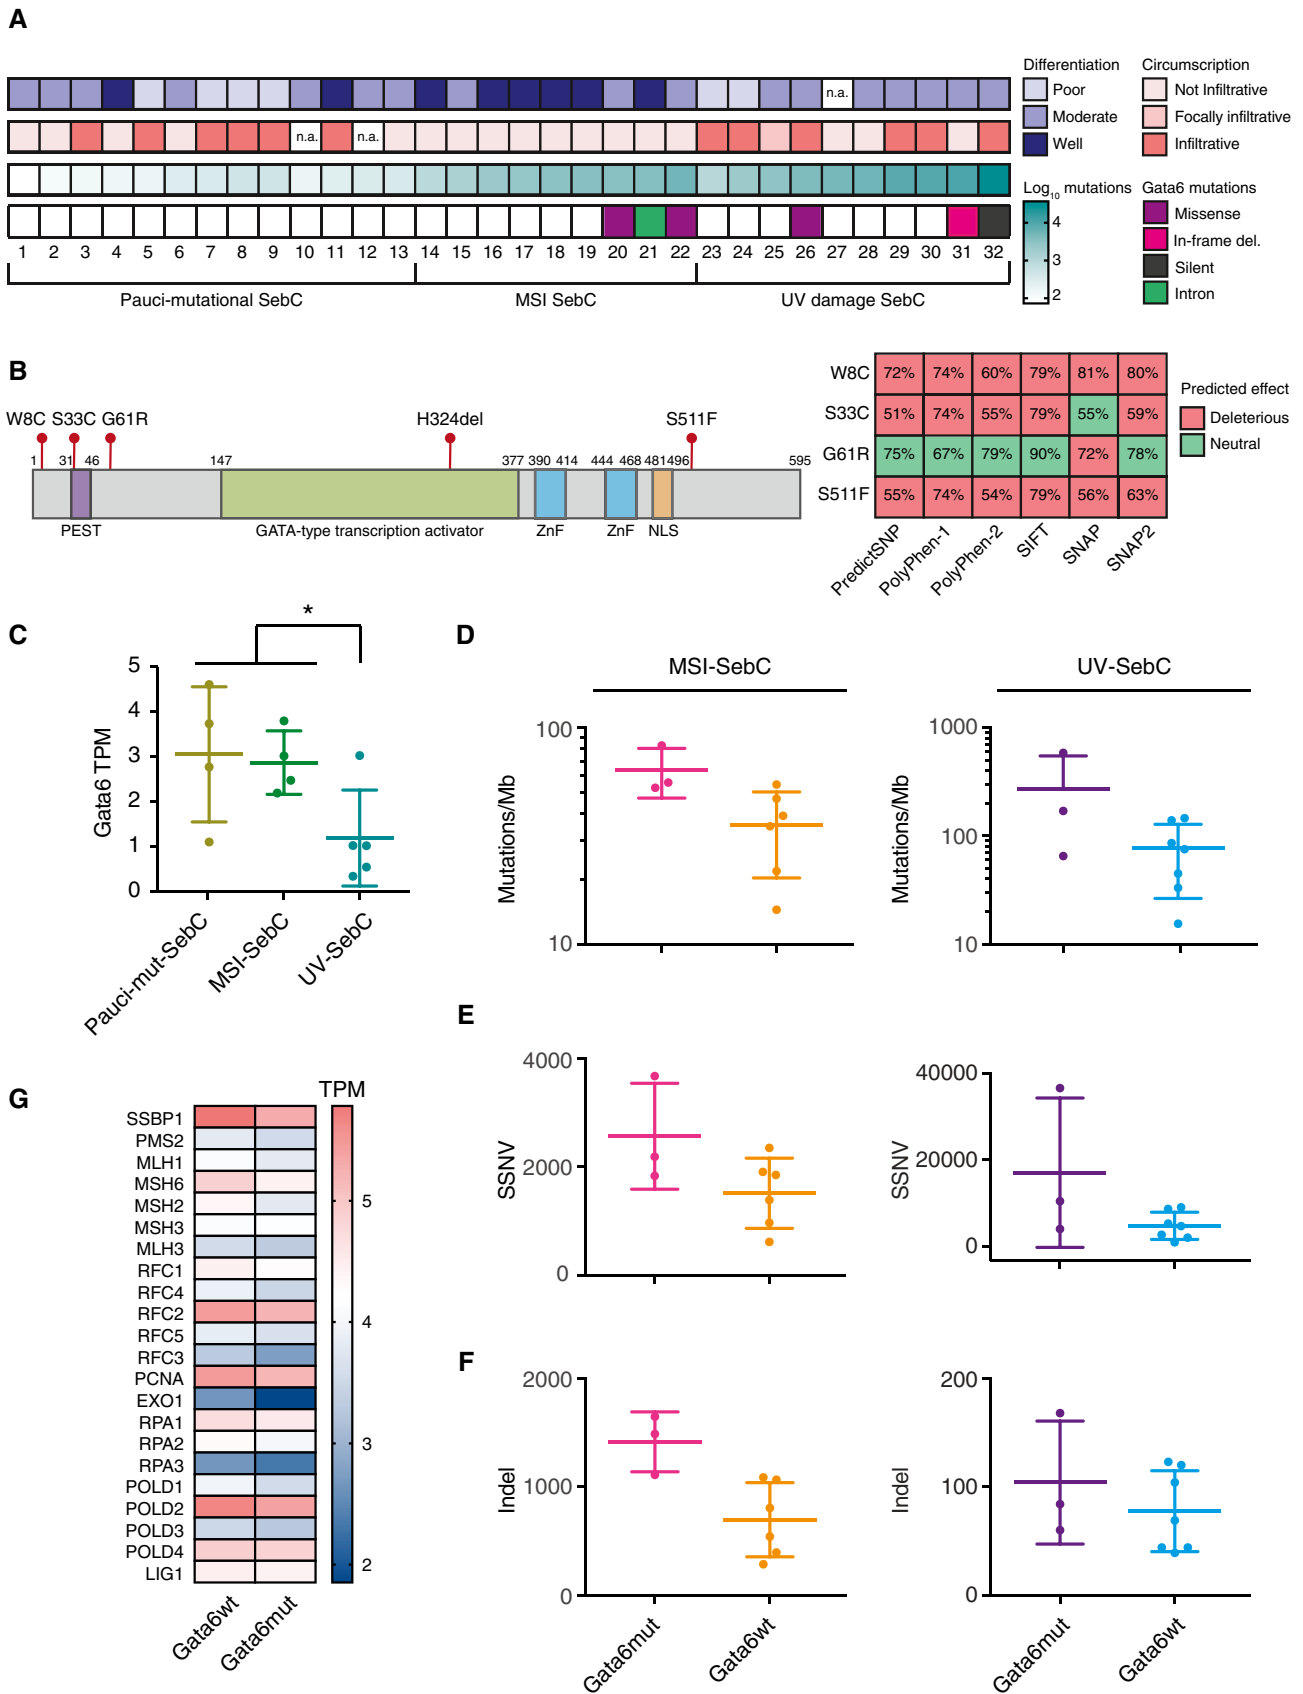 A
Differentiation
Poor
Moderate
Well
Circumscription
Not Infiltrative
Focally infiltrative
Infiltrative
n.a.
n.a. n.a.
Log10 mutations
4
3
2
Gata6 mutations
Missense
In-frame del.
Silent
Intron
1 2 3 4 5 6 7 8 9 10 11 12 13 14 15 16 17 18 19 20 21 22 23 24 25 26 27 28 29 30 31 32
Pauci-mutational SebC MSI SebC UV damage SebC
B
W8C S33C G61R H324del S511F
1 31 46 147 377 390 414 444 468 481 496 595
PEST GATA-type transcription activator ZnF ZnF NLS
W8C 72% 74% 60% 79% 81% 80%
S33C 51% 74% 55% 79% 55% 59%
G61R 75% 67% 79% 90% 72% 78%
S511F 55% 74% 54% 79% 56% 63%
PredictSNP PolyPhen-1 PolyPhen-2 SIFT SNAP SNAP2
Predicted effect
Deleterious
Neutral
C
*
Gata6 TPM
5
4
3
2
1
0
Pauci-mut-SebC MSI-SebC UV-SebC
D
MSI-SebC UV-SebC
Mutations/Mb
100
10
Mutations/Mb
1000
100
10
E
SSNV
4000
2000
0
SSNV
40000
20000
0
F
Indel
2000
1000
0
Gata6mut Gata6wt
Indel
200
100
0
Gata6mut Gata6wt
G
TPM
SSBP1
PMS2
MLH1
MSH6
MSH2
MSH3
MLH3
RFC1
RFC4
RFC2
RFC5
RFC3
PCNA
EXO1
RPA1
RPA2
RPA3
POLD1
POLD2
POLD3
POLD4
LIG1
5
4
3
2
Gata6wt Gata6mut